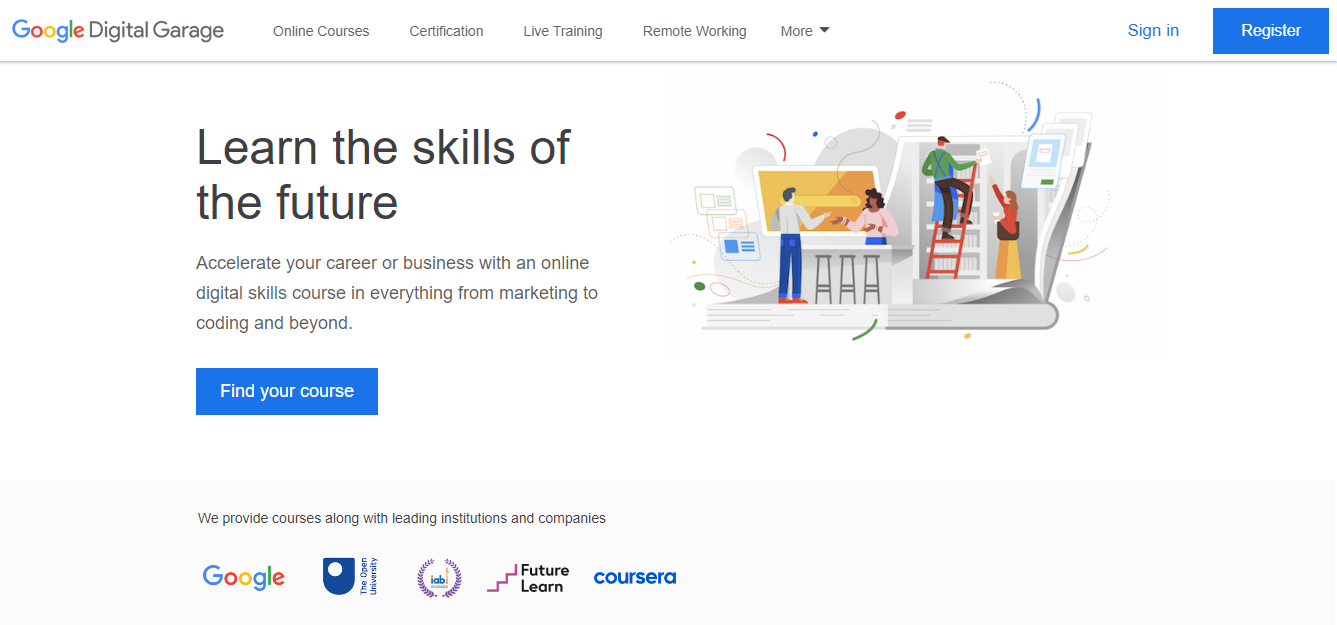 Google Digital Garage
Online Courses
Certification
Live Training
Remote Working
More
Sign in
Register
Learn the skills of
the future
Accelerate your career or business with an online
digital skills course in everything from marketing to
coding and beyond.
Find your course
We provide courses along with leading institutions and companies
Google
The Open
University
iab
Future
Learn
coursera